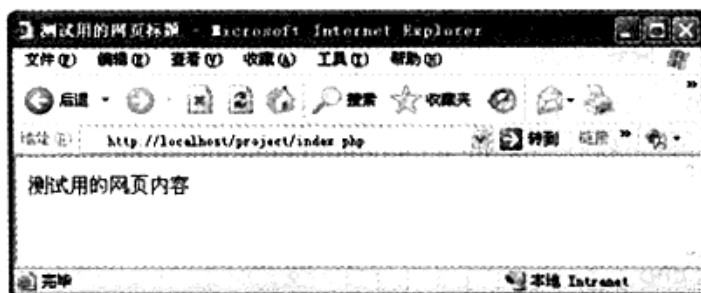 测试用的网页标题 - Microsoft Internet Explorer
文件(F) 编辑(E) 查看(V) 收藏(A) 工具(T) 帮助(H)
后退 搜索 收藏夹 »
地址(D) http://localhost/project/index.php 转到 链接 »
测试用的网页内容
完毕 本地 Intranet